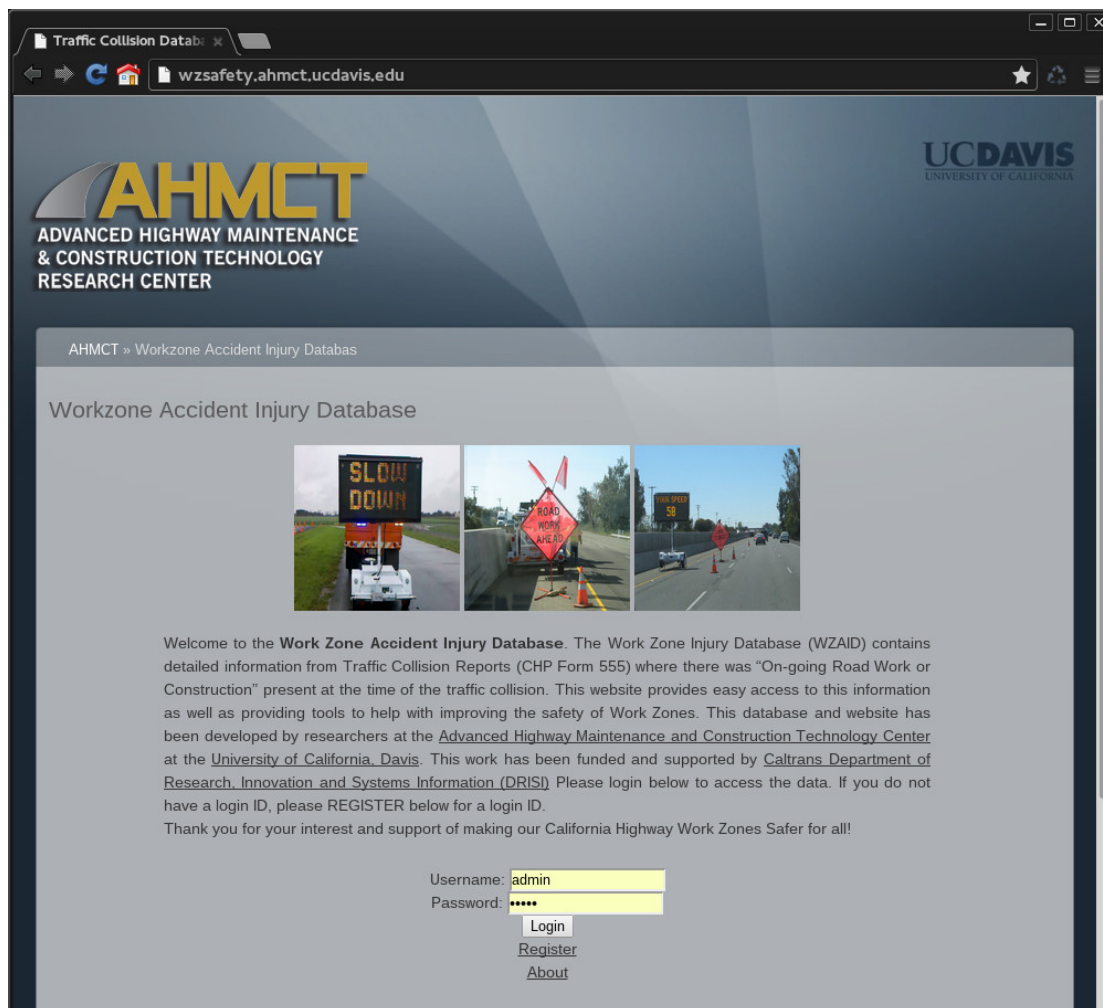 Traffic Collision Datab
wzsafety.ahmct.ucdavis.edu
UCDAVIS
UNIVERSITY OF CALIFORNIA
AHMCT
ADVANCED HIGHWAY MAINTENANCE
& CONSTRUCTION TECHNOLOGY
RESEARCH CENTER
AHMCT » Workzone Accident Injury Databas
Workzone Accident Injury Database
SLOW
DOWN
ROAD
WORK
AHEAD
YOUR SPEED
58
Welcome to the Work Zone Accident Injury Database. The Work Zone Injury Database (WZAID) contains
detailed information from Traffic Collision Reports (CHP Form 555) where there was “On-going Road Work or
Construction” present at the time of the traffic collision. This website provides easy access to this information
as well as providing tools to help with improving the safety of Work Zones. This database and website has
been developed by researchers at the Advanced Highway Maintenance and Construction Technology Center
at the University of California, Davis. This work has been funded and supported by Caltrans Department of
Research, Innovation and Systems Information (DRISI) Please login below to access the data. If you do not
have a login ID, please REGISTER below for a login ID.
Thank you for your interest and support of making our California Highway Work Zones Safer for all!
Username: admin
Password: •••••
Login
Register
About